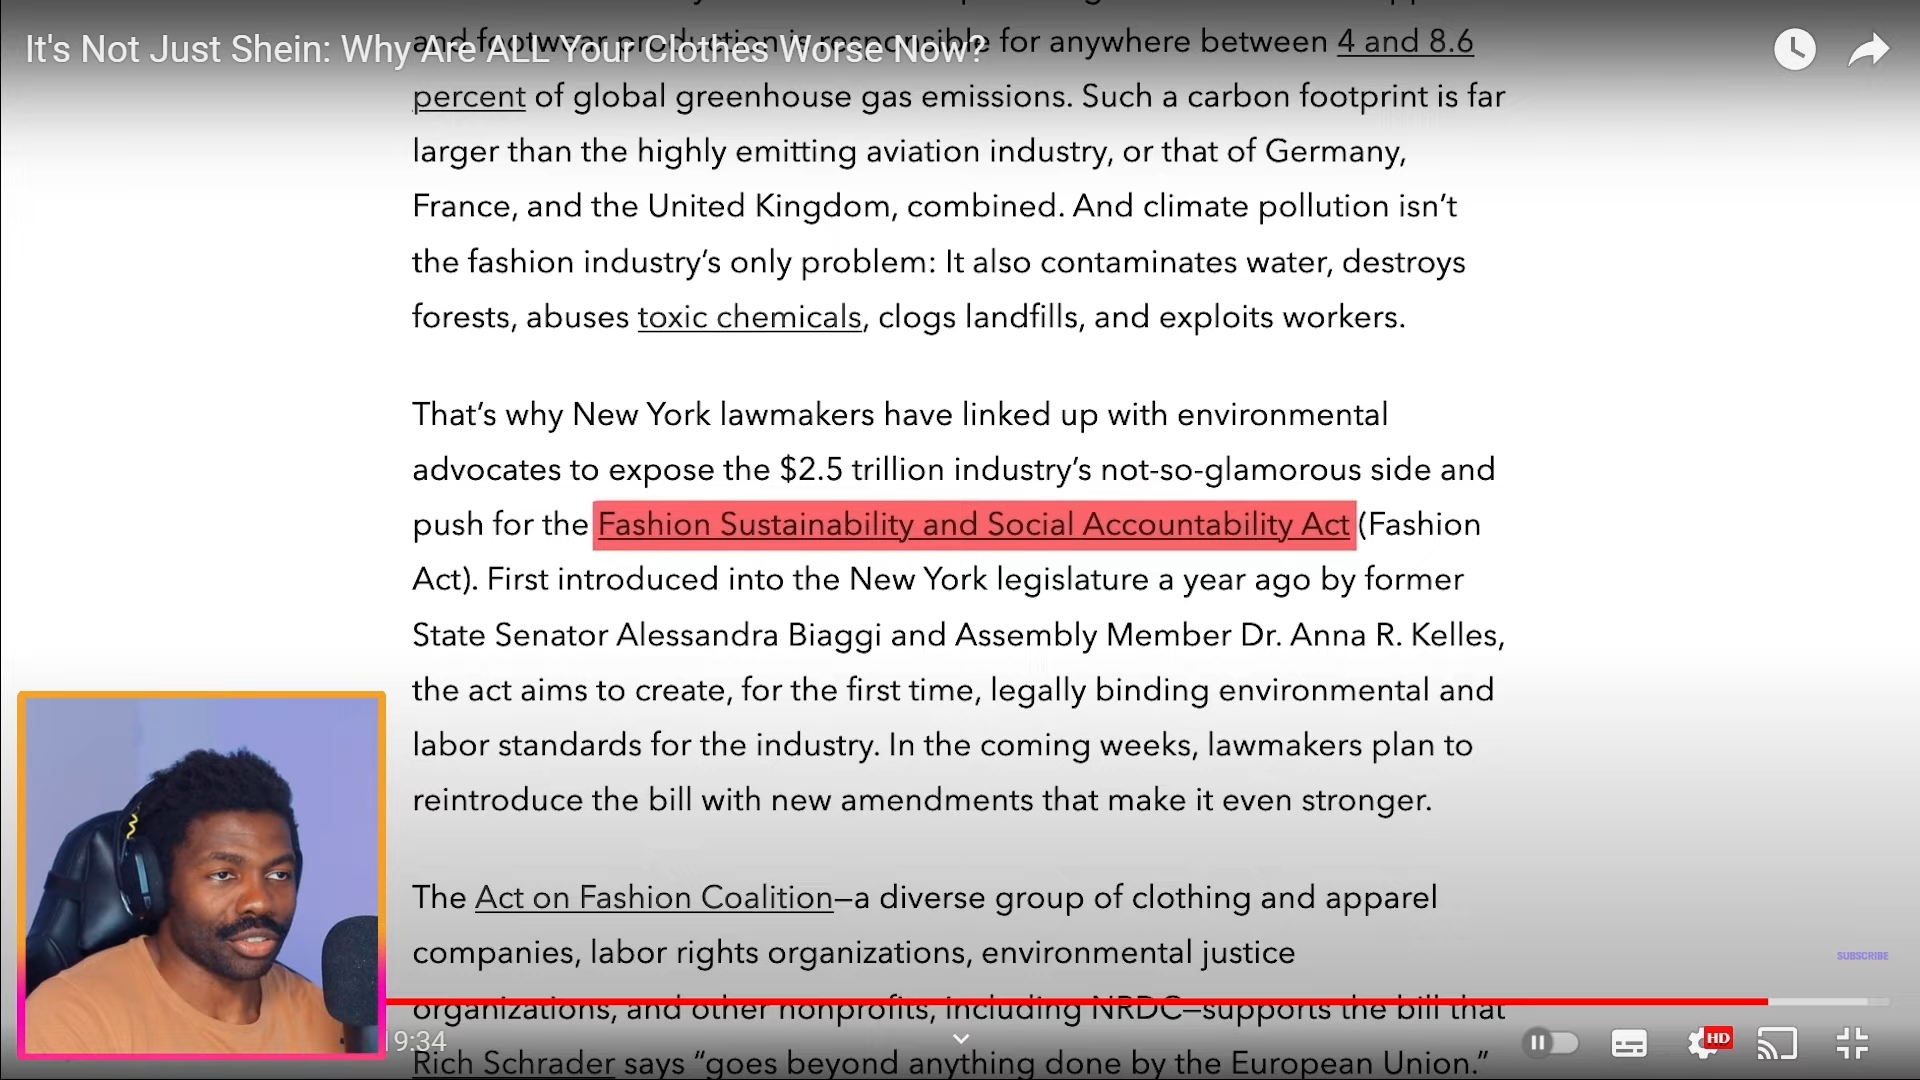 It's Not Just Shein: Why Are ALL Your Clothes Worse Now?
and footwear production is responsible for anywhere between 4 and 8.6
percent of global greenhouse gas emissions. Such a carbon footprint is far
larger than the highly emitting aviation industry, or that of Germany,
France, and the United Kingdom, combined. And climate pollution isn’t
the fashion industry’s only problem: It also contaminates water, destroys
forests, abuses toxic chemicals, clogs landfills, and exploits workers.
That’s why New York lawmakers have linked up with environmental
advocates to expose the $2.5 trillion industry’s not-so-glamorous side and
push for the Fashion Sustainability and Social Accountability Act (Fashion
Act). First introduced into the New York legislature a year ago by former
State Senator Alessandra Biaggi and Assembly Member Dr. Anna R. Kelles,
the act aims to create, for the first time, legally binding environmental and
labor standards for the industry. In the coming weeks, lawmakers plan to
reintroduce the bill with new amendments that make it even stronger.
The Act on Fashion Coalition—a diverse group of clothing and apparel
companies, labor rights organizations, environmental justice
SUBSCRIBE
organizations, and other nonprofits, including NRDC—supports the bill that
19:34
HD
Rich Schrader says “goes beyond anything done by the European Union.”